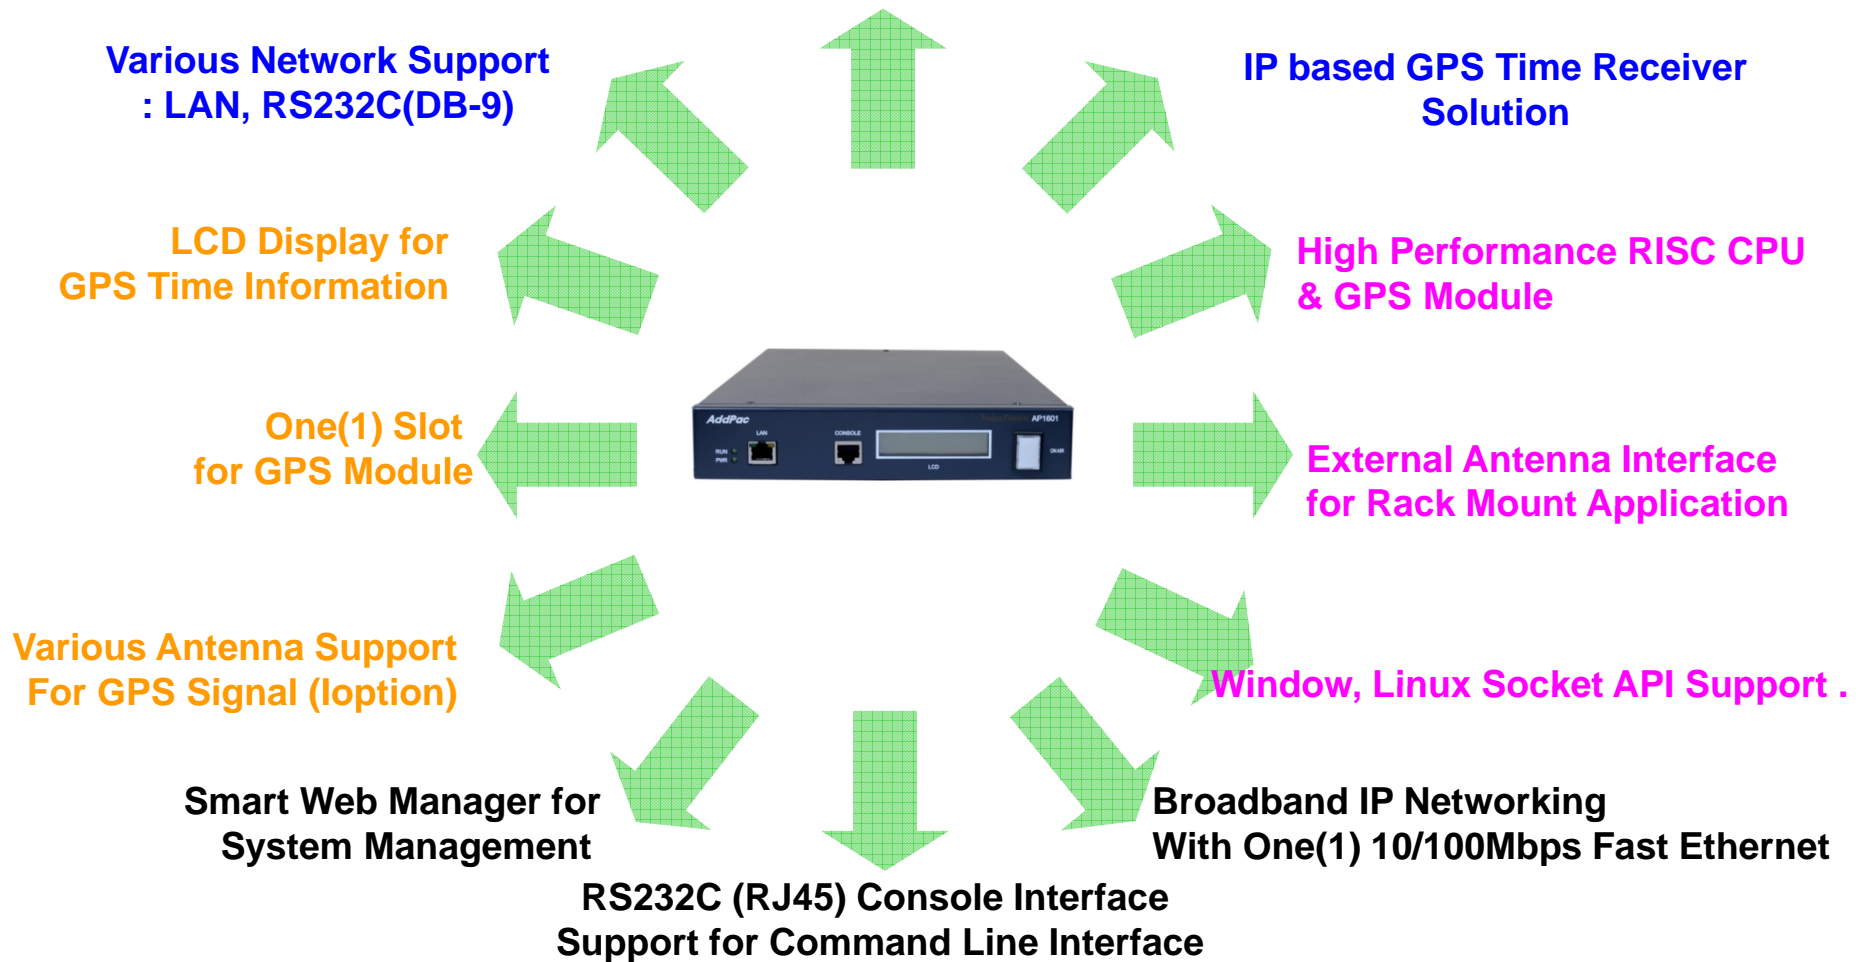 Various Network Support
: LAN, RS232C(DB-9)
IP based GPS Time Receiver
Solution
LCD Display for
GPS Time Information
High Performance RISC CPU
& GPS Module
One(1) Slot
for GPS Module
AddPac
LAN
RUN
PWR
CONSOLE
LCD
AP1601
ON AIR
External Antenna Interface
for Rack Mount Application
Various Antenna Support
For GPS Signal (Ioption)
Window, Linux Socket API Support .
Smart Web Manager for
System Management
Broadband IP Networking
With One(1) 10/100Mbps Fast Ethernet
RS232C (RJ45) Console Interface
Support for Command Line Interface